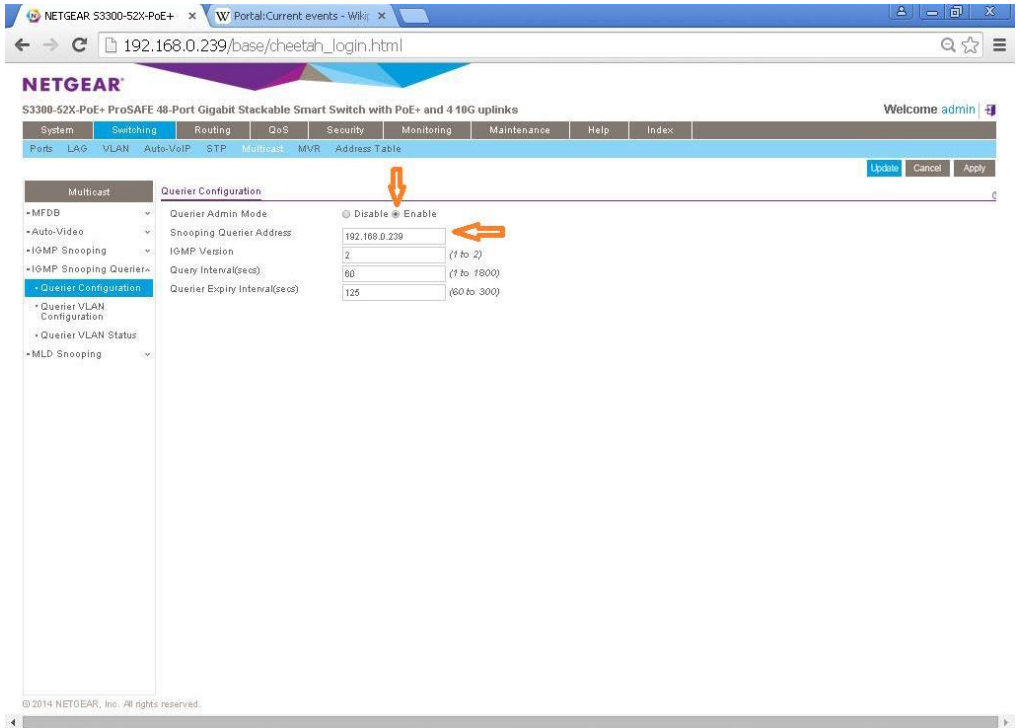 NETGEAR S3300-52X-PoE+ × W Portal:Current events - Wiki ×
192.168.0.239/base/cheetah_login.html
NETGEAR®
S3300-52X-PoE+ ProSAFE 48-Port Gigabit Stackable Smart Switch with PoE+ and 4 10G uplinks Welcome admin
System Switching Routing QoS Security Monitoring Maintenance Help Index
Ports LAG VLAN Auto-VoIP STP Multicast MVR Address Table
Update Cancel Apply
Multicast Querier Configuration
•MFDB Querier Admin Mode Disable Enable
•Auto-Video Snooping Querier Address 192.168.0.239
•IGMP Snooping IGMP Version 2 (1 to 2)
•IGMP Snooping Querier Query Interval(secs) 60 (1 to 1800)
•Querier Configuration Querier Expiry Interval(secs) 125 (60 to 300)
•Querier VLAN
Configuration
•Querier VLAN Status
•MLD Snooping
© 2014 NETGEAR, Inc. All rights reserved.